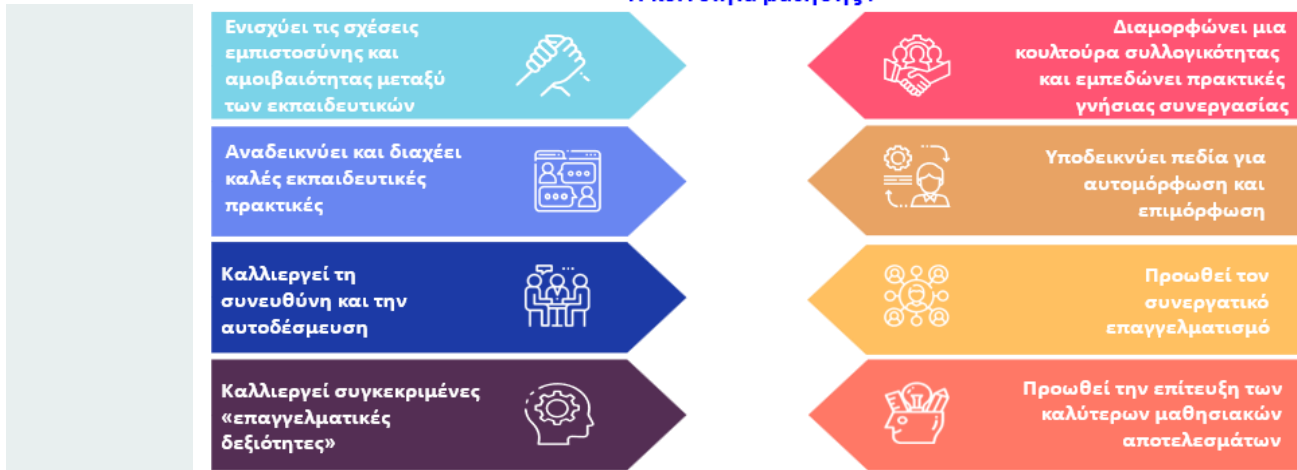 Ενισχύει τις σχέσεις
εμπιστοσύνης και
αμοιβαιότητας μεταξύ
των εκπαιδευτικών
Διαμορφώνει μια
κουλτούρα συλλογικότητας
και εμπεδώνει πρακτικές
γνήσιας συνεργασίας
Αναδεικνύει και διαχέει
καλές εκπαιδευτικές
πρακτικές
Υποδεικνύει πεδία για
αυτομόρφωση και
επιμόρφωση
Καλλιεργεί τη
συνευθύνη και την
αυτοδέσμευση
Προωθεί τον
συνεργατικό
επαγγελματισμό
Καλλιεργεί συγκεκριμένες
«επαγγελματικές
δεξιότητες»
Προωθεί την επίτευξη των
καλύτερων μαθησιακών
αποτελεσμάτων